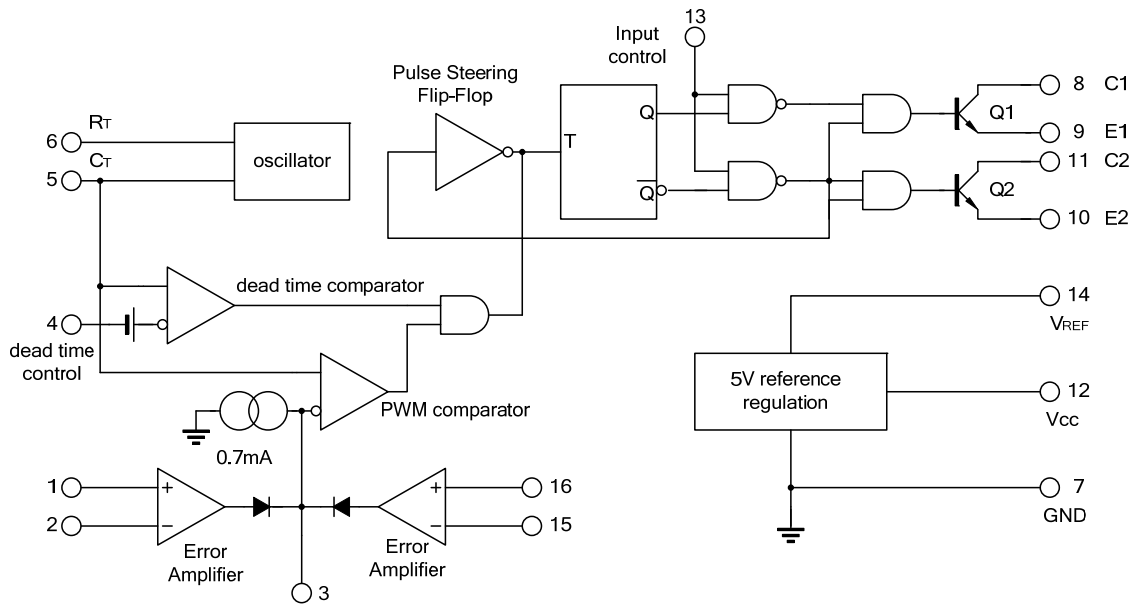 13
Input
control
Pulse Steering
Flip-Flop
8 C1
Q1
9 E1
6 RT
oscillator
T
Q
CT
5
11 C2
Q
Q2
10 E2
dead time comparator
4
dead time
control
14
VREF
5V reference
regulation
12
Vcc
PWM comparator
0.7mA
1 +
2 −
+ 16
− 15
7
GND
Error
Amplifier
Error
Amplifier
3